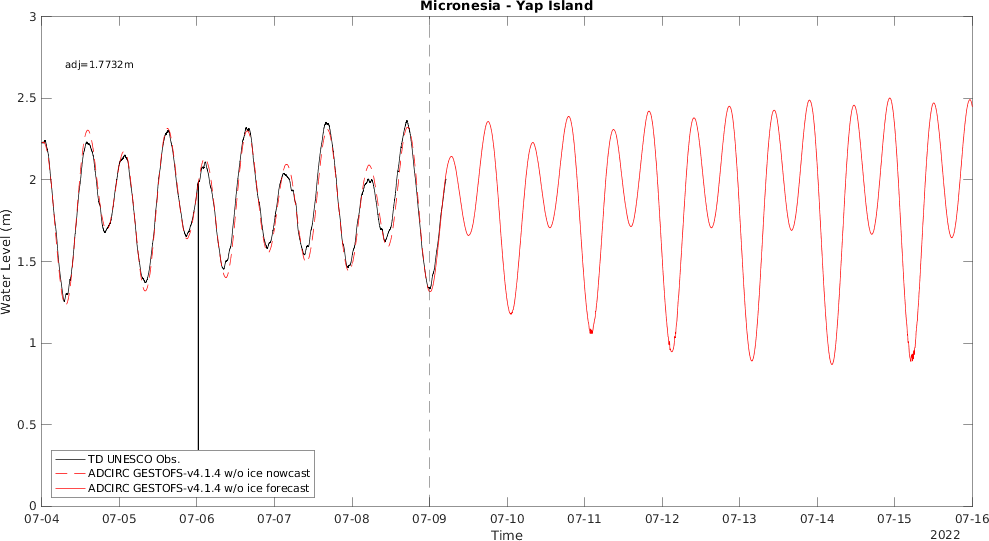 Micronesia - Yap Island
adj=1.7732m
Water Level (m)
3
2.5
2
1.5
1
0.5
0
TD UNESCO Obs.
ADCIRC GESTOFS-v4.1.4 w/o ice nowcast
ADCIRC GESTOFS-v4.1.4 w/o ice forecast
07-04 07-05 07-06 07-07 07-08 07-09 07-10 07-11 07-12 07-13 07-14 07-15 07-16
Time
2022